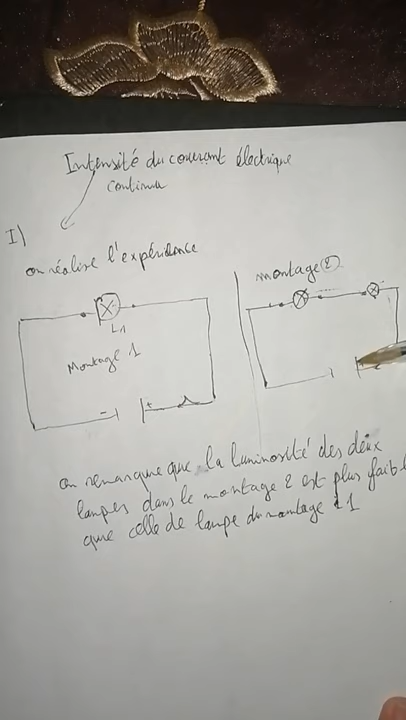 Intensité du courant électrique
continu
I)
on réalise l'expérience
montage ②
L1
Montage 1
- +
on remarque que la luminosité des deux
lampes dans le montage 2 est plus faibl
que celle de lampe du montage 1